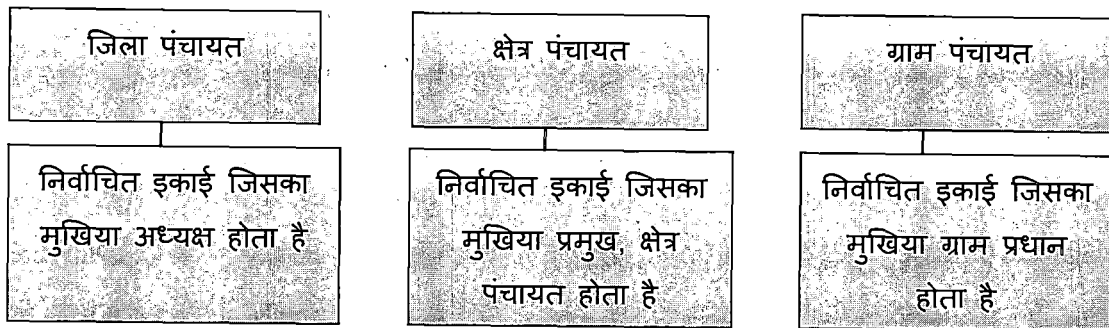 जिला पंचायत
क्षेत्र पंचायत
ग्राम पंचायत
निर्वाचित इकाई जिसका
मुखिया अध्यक्ष होता है
निर्वाचित इकाई जिसका
मुखिया प्रमुख, क्षेत्र
पंचायत होता है
निर्वाचित इकाई जिसका
मुखिया ग्राम प्रधान
होता है